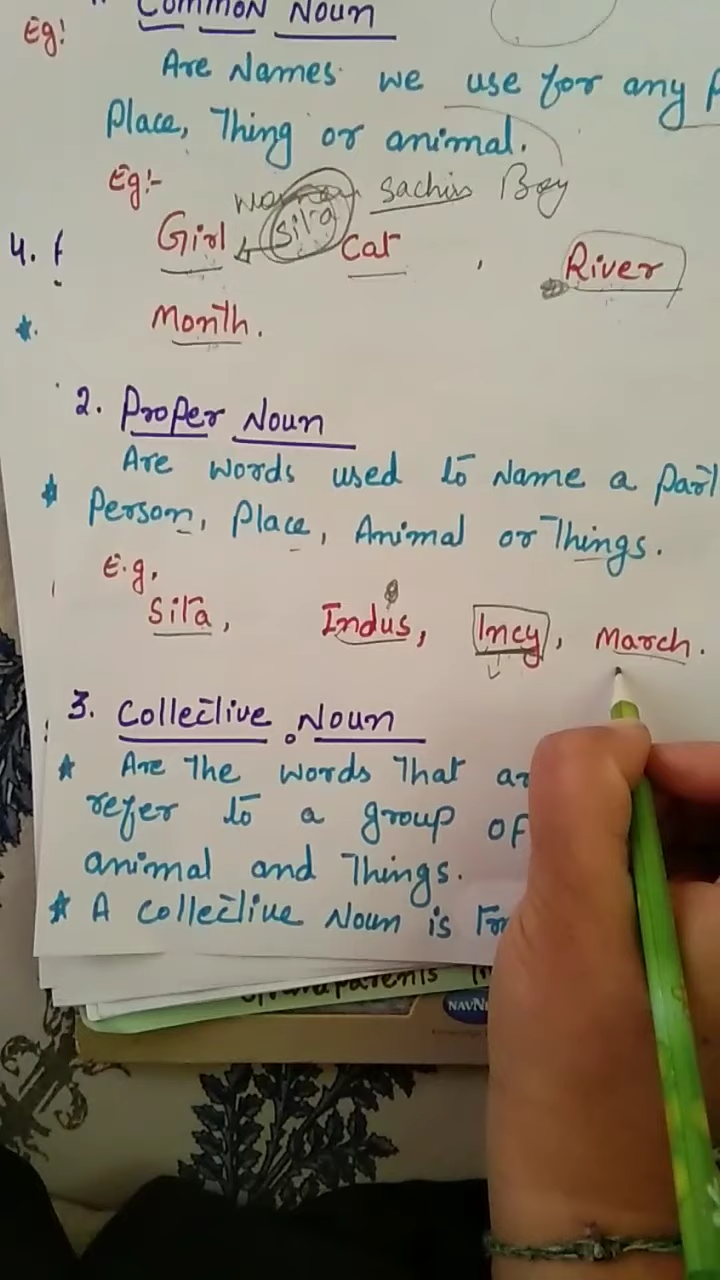 Common Noun
Eg!
Are Names we use for any
Place, Thing or animal.
Eg:-
Sachin Boy
Sita
Girl Cat , River
4.
Month.
2. Proper Noun
Are words used to Name a
Person, Place, Animal or Things.
E.g,
Sita, Indus, Incy, March.
3. Collective Noun
Are the words That
refer to a group of
animal and Things.
A Collective Noun is